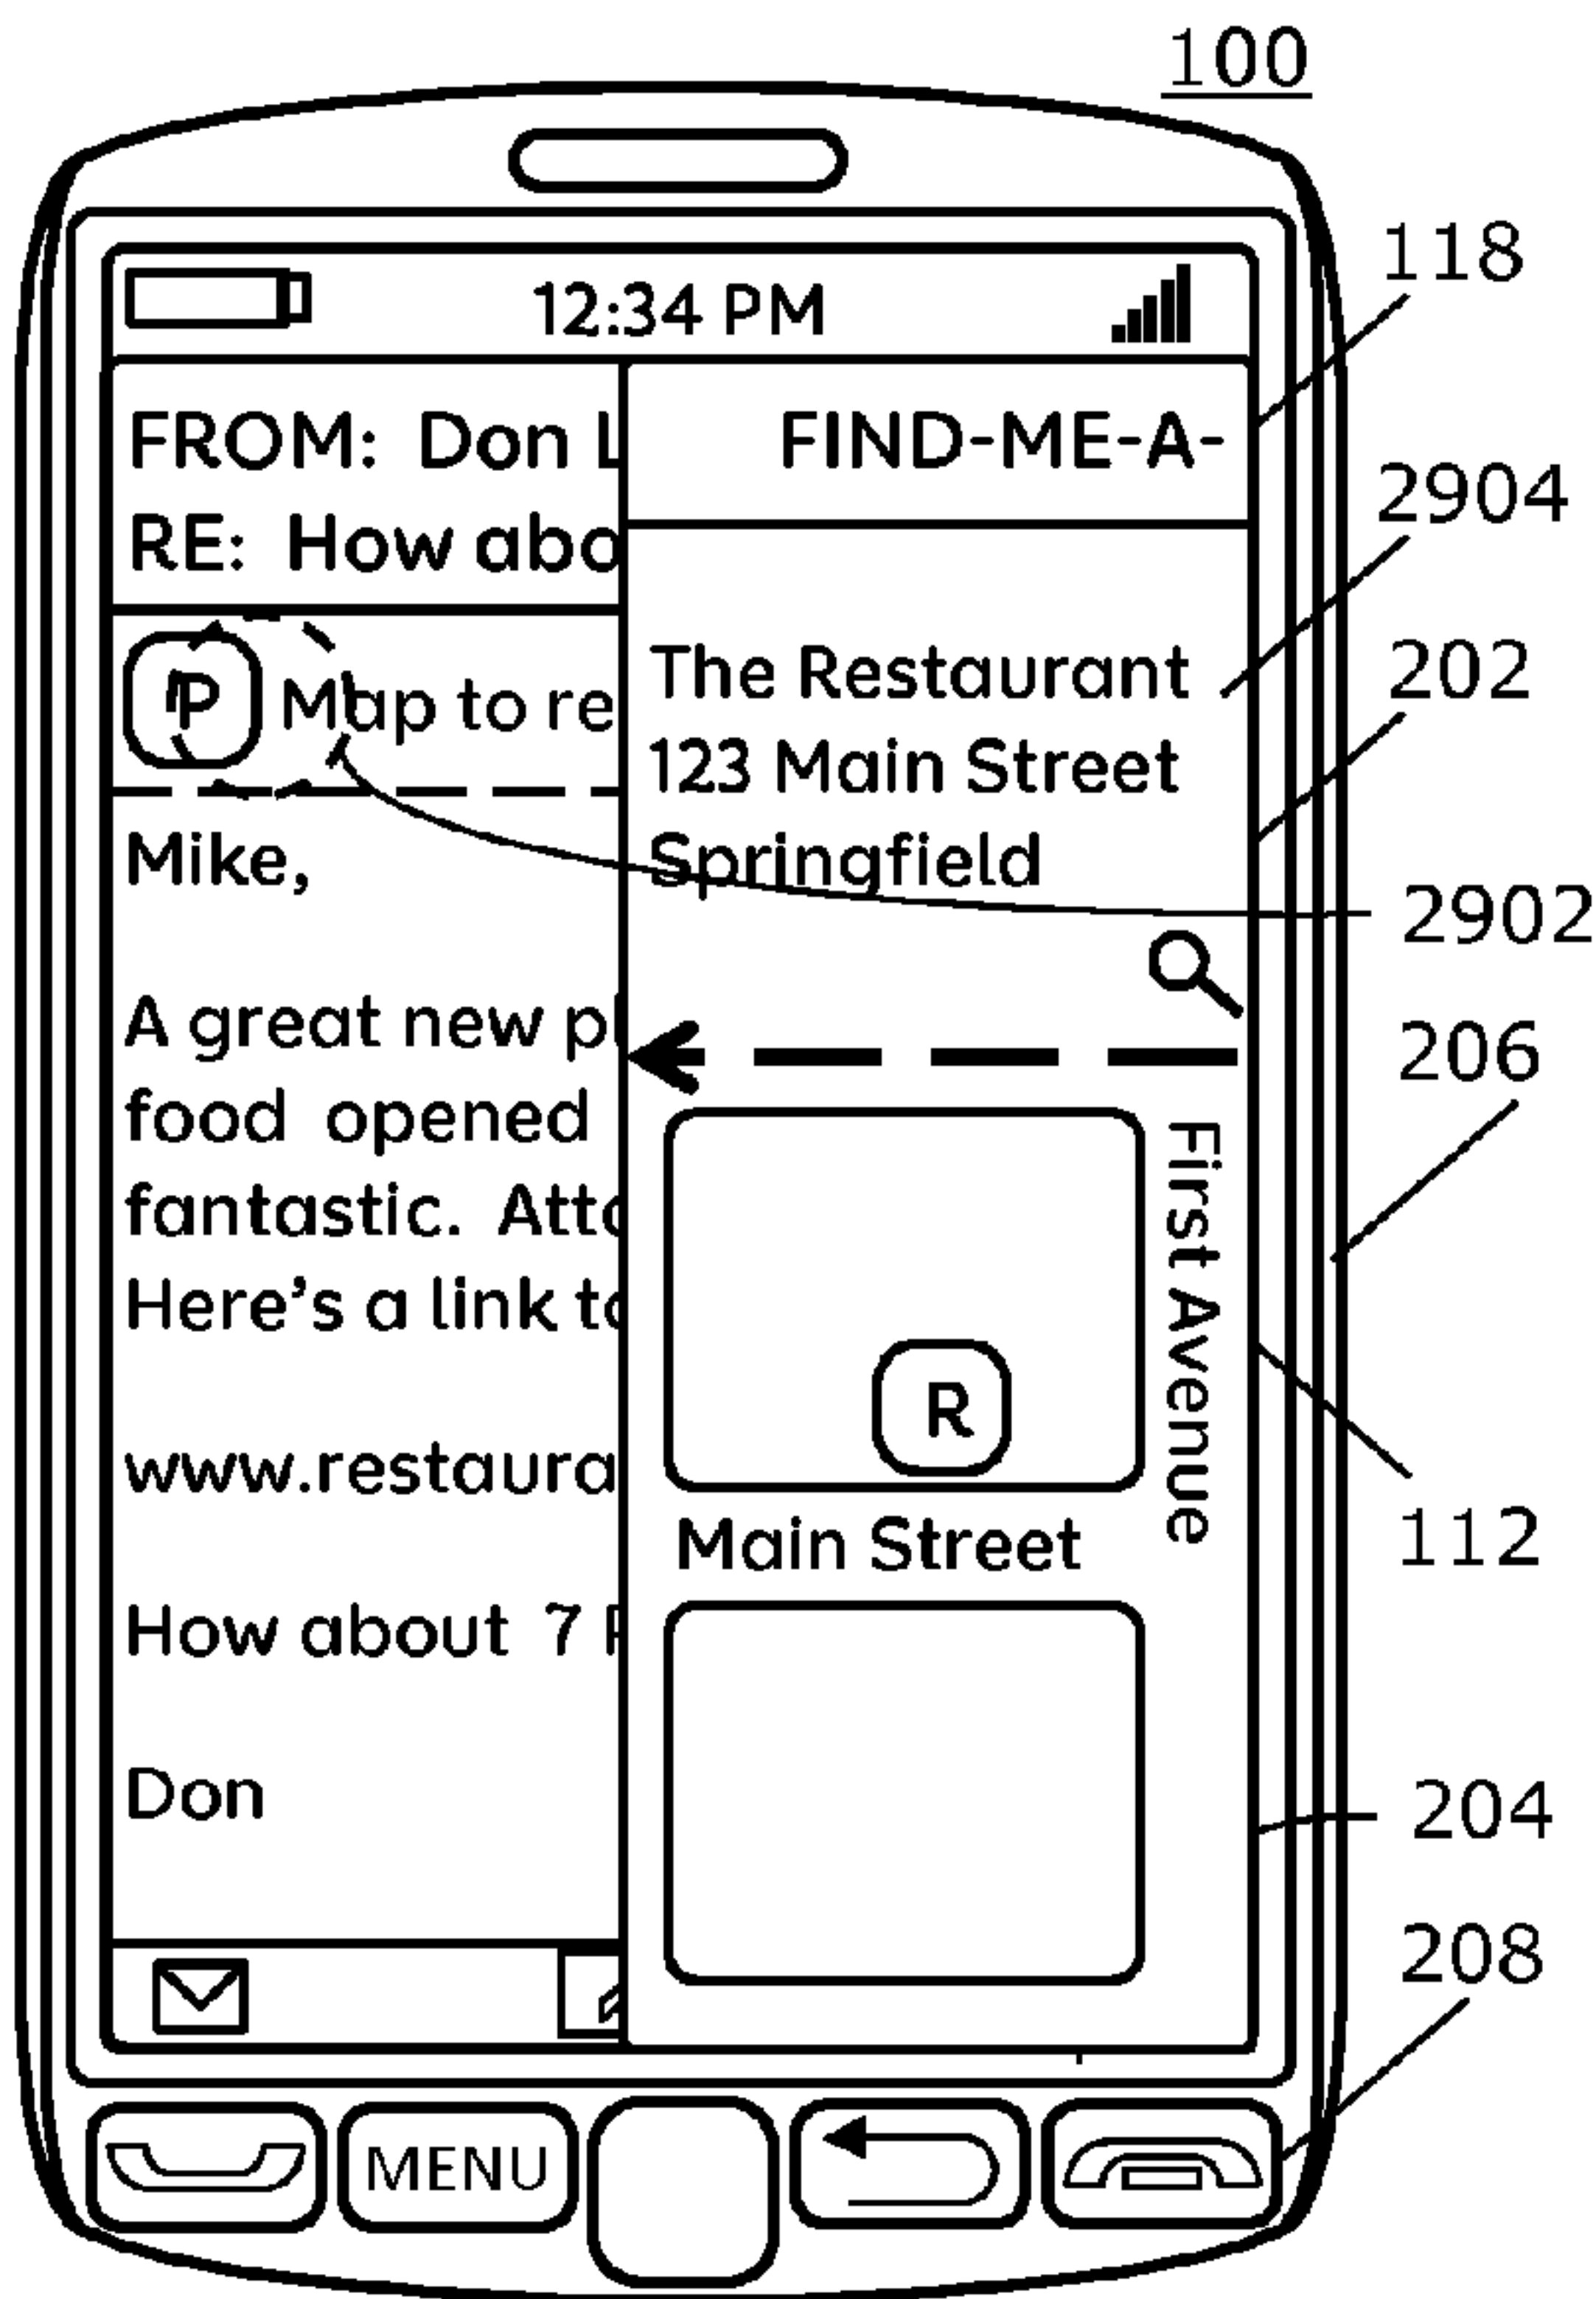 100
12:34 PM
FROM: Don L
RE: How abo
P Map to re
Mike,
A great new pl
food opened
fantastic. Atta
Here's a link to
www.restaura
How about 7 P
Don
FIND-ME-A-
The Restaurant
123 Main Street
Springfield
First Avenue
R
Main Street
MENU
118
2904
202
2902
206
112
204
208